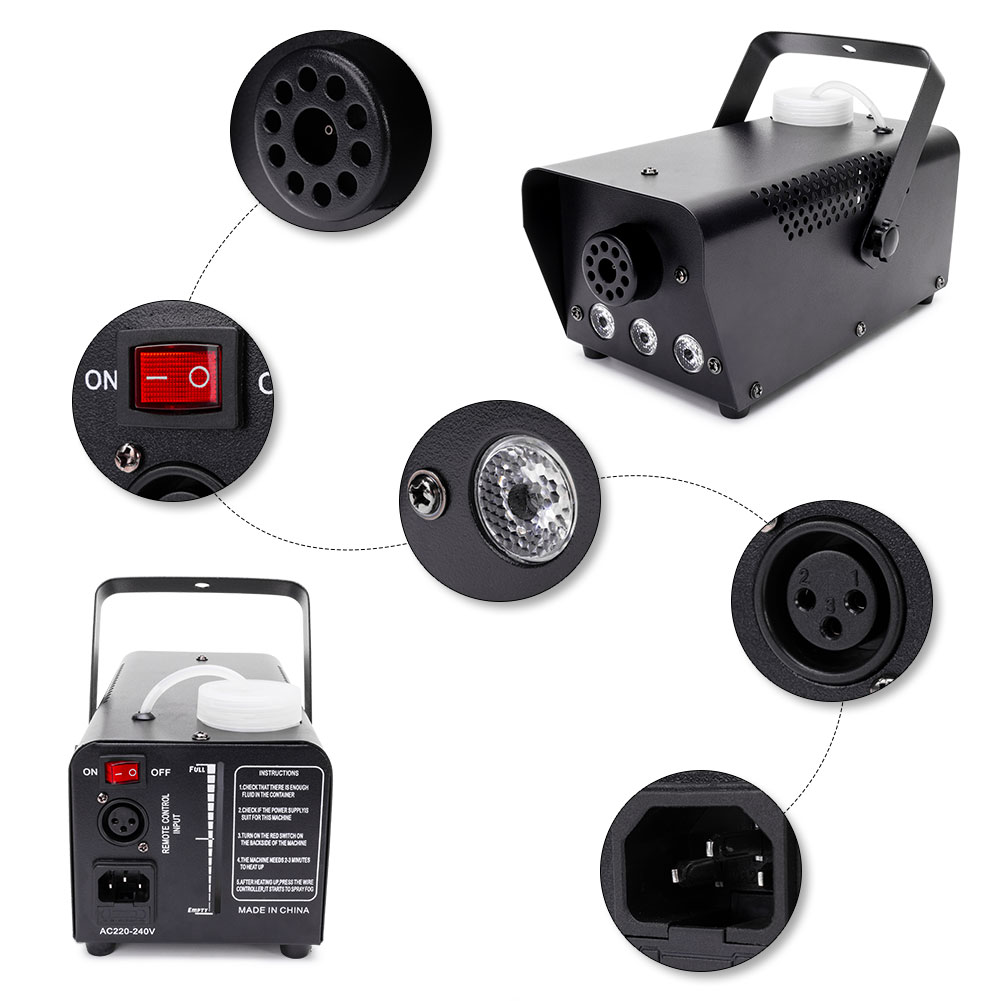 ON
— O
2 1
3
ON — O OFF
REMOTE CONTROL
INPUT
FULL
EMPTY
INSTRUCTIONS
1.CHECK THAT THERE IS ENOUGH
FLUID IN THE CONTAINER
2.CHECK IF THE POWER SUPPLYIS
SUIT FOR THIS MACHINE
3.TURN ON THE RED SWITCH ON
THE BACKSIDE OF THE MACHINE
4.THE MACHINE NEEDS 2-3 MINUTES
TO HEAT UP
5.AFTER HEATING UP,PRESS THE WIRE
CONTROLLER,IT STARTS TO SPRAY FOG
MADE IN CHINA
AC220-240V